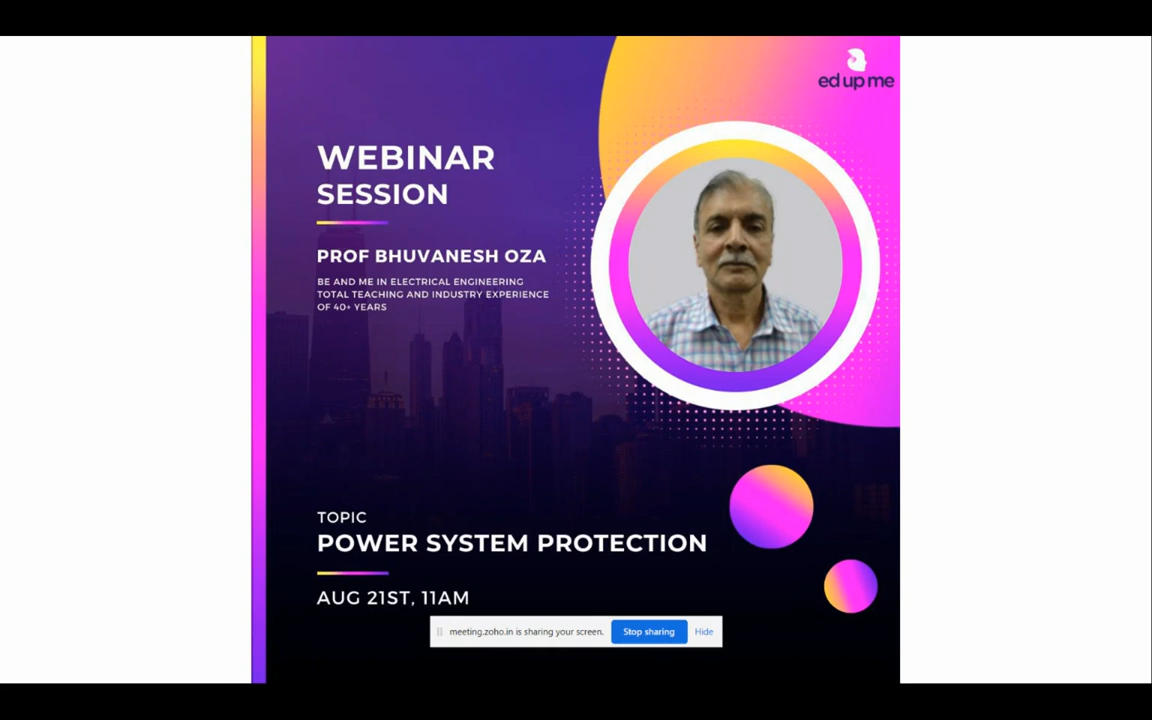 ed up me
WEBINAR
SESSION
PROF BHUVANESH OZA
BE AND ME IN ELECTRICAL ENGINEERING
TOTAL TEACHING AND INDUSTRY EXPERIENCE
OF 40+ YEARS
TOPIC
POWER SYSTEM PROTECTION
AUG 21ST, 11AM
meeting.zoho.in is sharing your screen. Stop sharing Hide